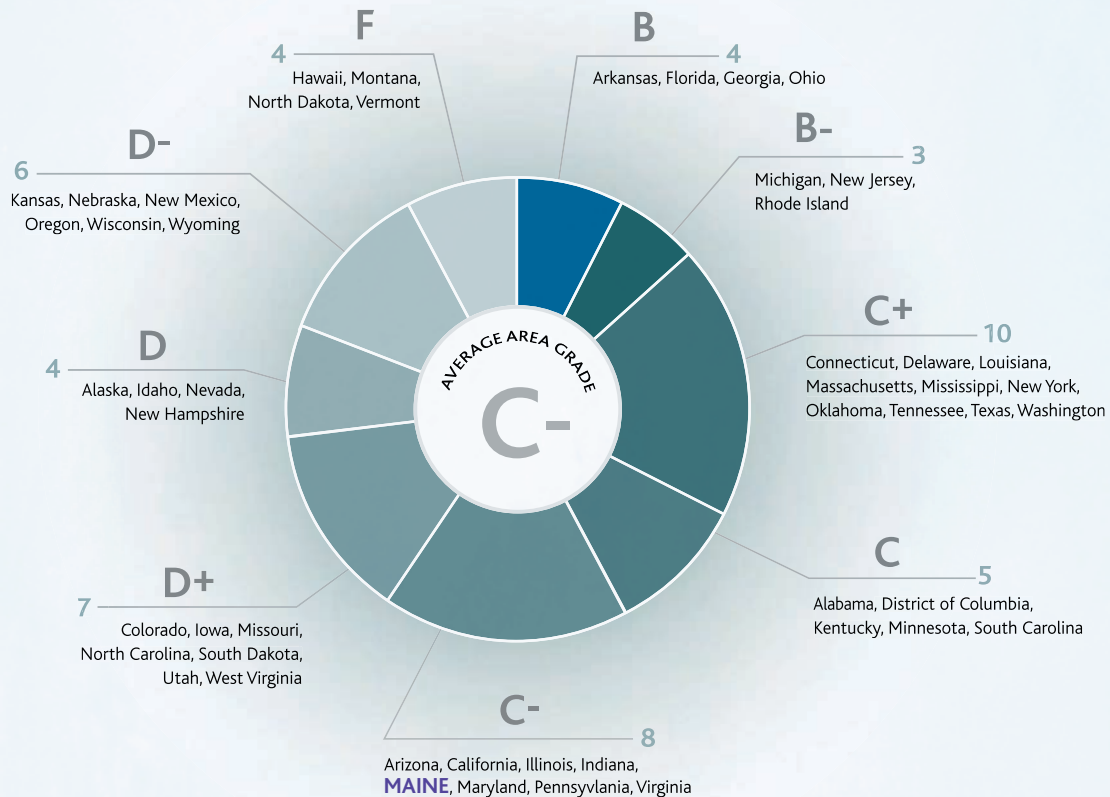 F
4
Hawaii, Montana,
North Dakota, Vermont
B
4
Arkansas, Florida, Georgia, Ohio
B-
3
Michigan, New Jersey,
Rhode Island
C+
10
Connecticut, Delaware, Louisiana,
Massachusetts, Mississippi, New York,
Oklahoma, Tennessee, Texas, Washington
C
5
Alabama, District of Columbia,
Kentucky, Minnesota, South Carolina
C-
8
Arizona, California, Illinois, Indiana,
MAINE, Maryland, Pennsyvlania, Virginia
D+
7
Colorado, Iowa, Missouri,
North Carolina, South Dakota,
Utah, West Virginia
D
4
Alaska, Idaho, Nevada,
New Hampshire
D-
6
Kansas, Nebraska, New Mexico,
Oregon, Wisconsin, Wyoming
AVERAGE AREA GRADE
C-